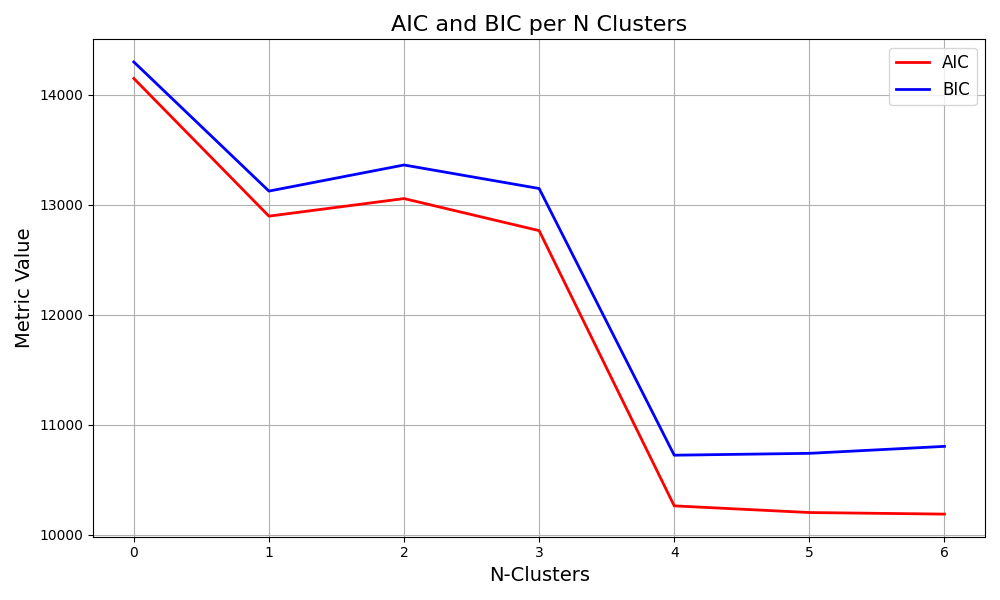 AIC and BIC per N Clusters
AIC
BIC
14000
13000
12000
11000
10000
Metric Value
0 1 2 3 4 5 6
N-Clusters